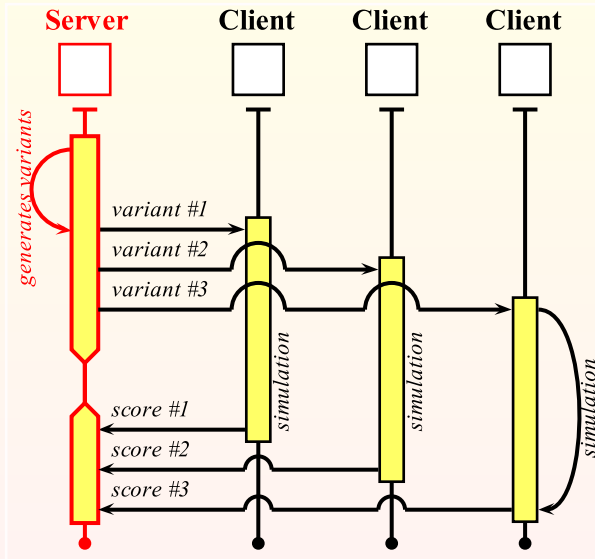 Server
Client
Client
Client
generates variants
variant #1
variant #2
variant #3
simulation
simulation
simulation
score #1
score #2
score #3